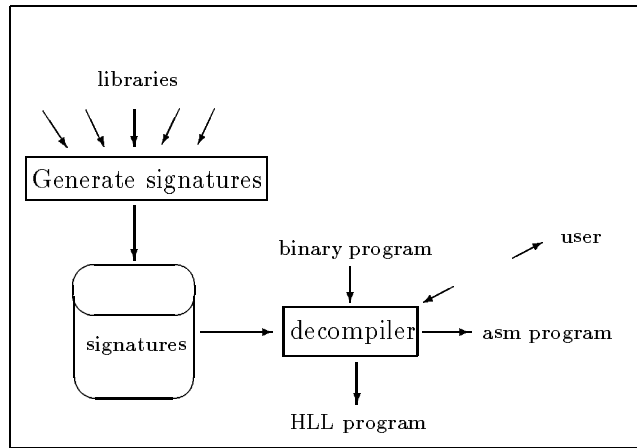 libraries
Generate signatures
binary program
user
signatures
decompiler
asm program
HLL program